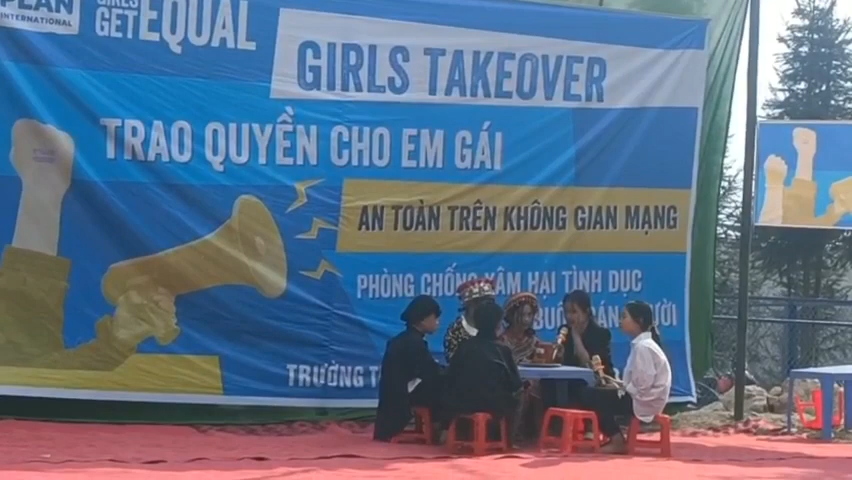 PLAN
INTERNATIONAL
GIRLS
GET EQUAL
GIRLS TAKEOVER
TRAO QUYỀN CHO EM GÁI
AN TOÀN TRÊN KHÔNG GIAN MẠNG
PHÒNG CHỐNG XÂM HẠI TÌNH DỤC
TRƯỜNG